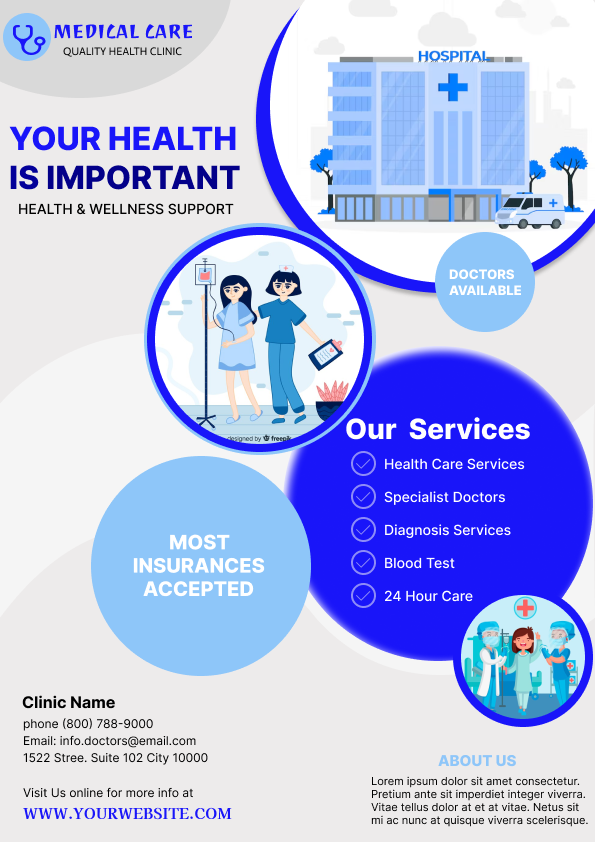 MEDICAL CARE
QUALITY HEALTH CLINIC
HOSPITAL
YOUR HEALTH
IS IMPORTANT
HEALTH & WELLNESS SUPPORT
DOCTORS
AVAILABLE
designed by freepik
Our Services
Health Care Services
Specialist Doctors
Diagnosis Services
Blood Test
24 Hour Care
MOST
INSURANCES
ACCEPTED
Clinic Name
phone (800) 788-9000
Email: info.doctors@email.com
1522 Stree. Suite 102 City 10000
Visit Us online for more info at
WWW.YOURWEBSITE.COM
ABOUT US
Lorem ipsum dolor sit amet consectetur.
Pretium ante sit imperdiet integer viverra.
Vitae tellus dolor at et at vitae. Netus sit
mi ac nunc at quisque viverra scelerisque.